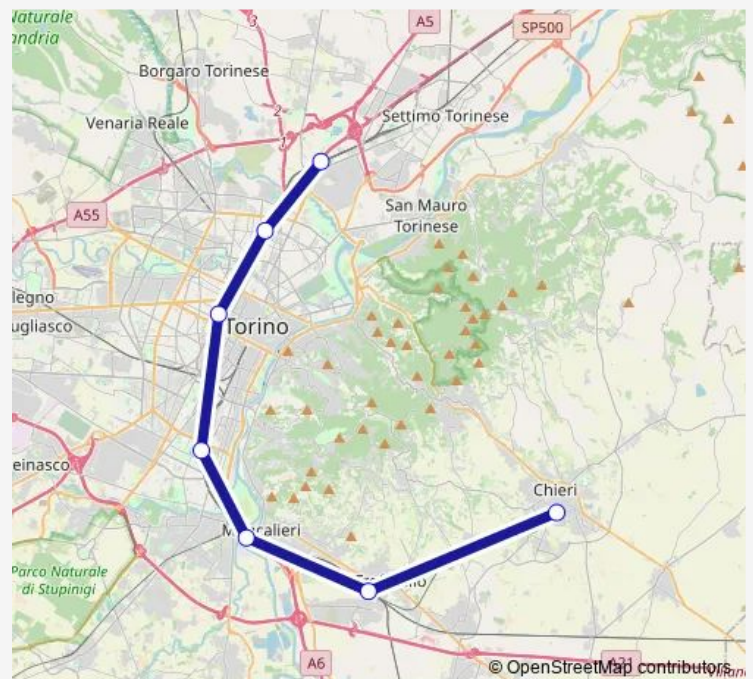 Naturale
andria
3
A5
SP500
Borgaro Torinese
2
Settimo Torinese
Venaria Reale
1
San Mauro
Torinese
A55
legno
ugliasco
Torino
einasco
Chieri
Parco Naturale
di Stupinigi
A6
A21
© OpenStreetMap contributors